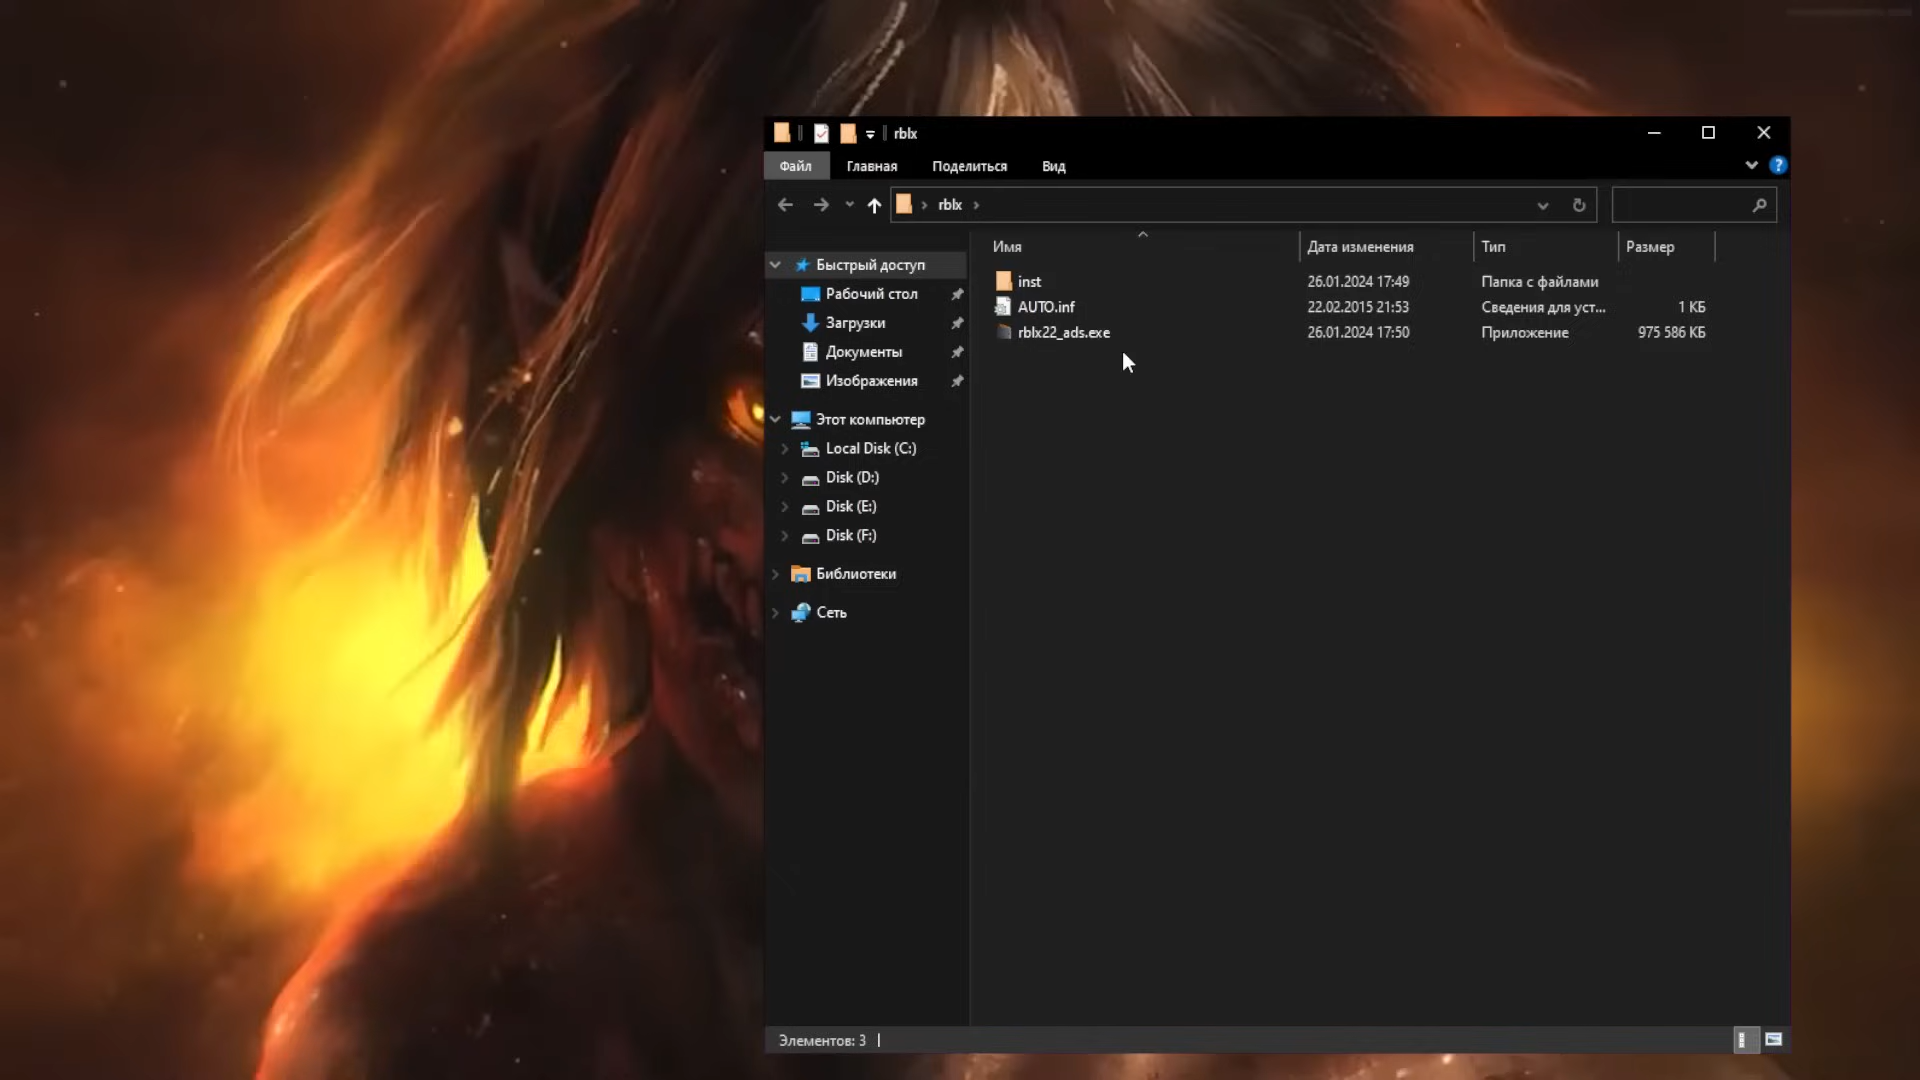 rblx
Файл Главная Поделиться Вид
rblx
Имя Дата изменения Тип Размер
Быстрый доступ
Рабочий стол
Загрузки
Документы
Изображения
Этот компьютер
Local Disk (C:)
Disk (D:)
Disk (E:)
Disk (F:)
Библиотеки
Сеть
inst 26.01.2024 17:49 Папка с файлами
AUTO.inf 22.02.2015 21:53 Сведения для уст... 1 КБ
rblx22_ads.exe 26.01.2024 17:50 Приложение 975 586 КБ
Элементов: 3